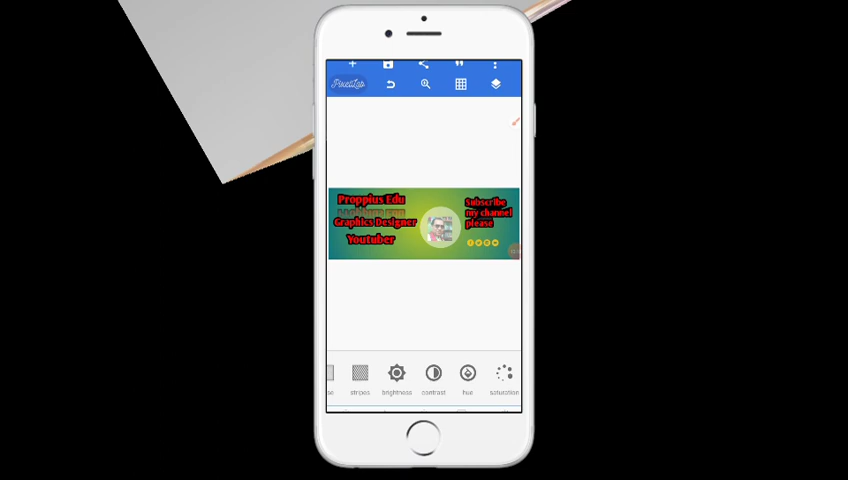 PixelLab
Proppius Edu
Graphics Designer
Youtuber
Subscribe
my channel
please
stripes
brightness
contrast
hue
saturation